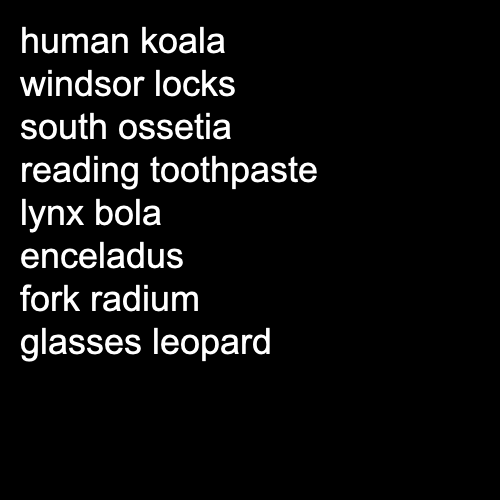 human koala
windsor locks
south ossetia
reading toothpaste
lynx bola
enceladus
fork radium
glasses leopard